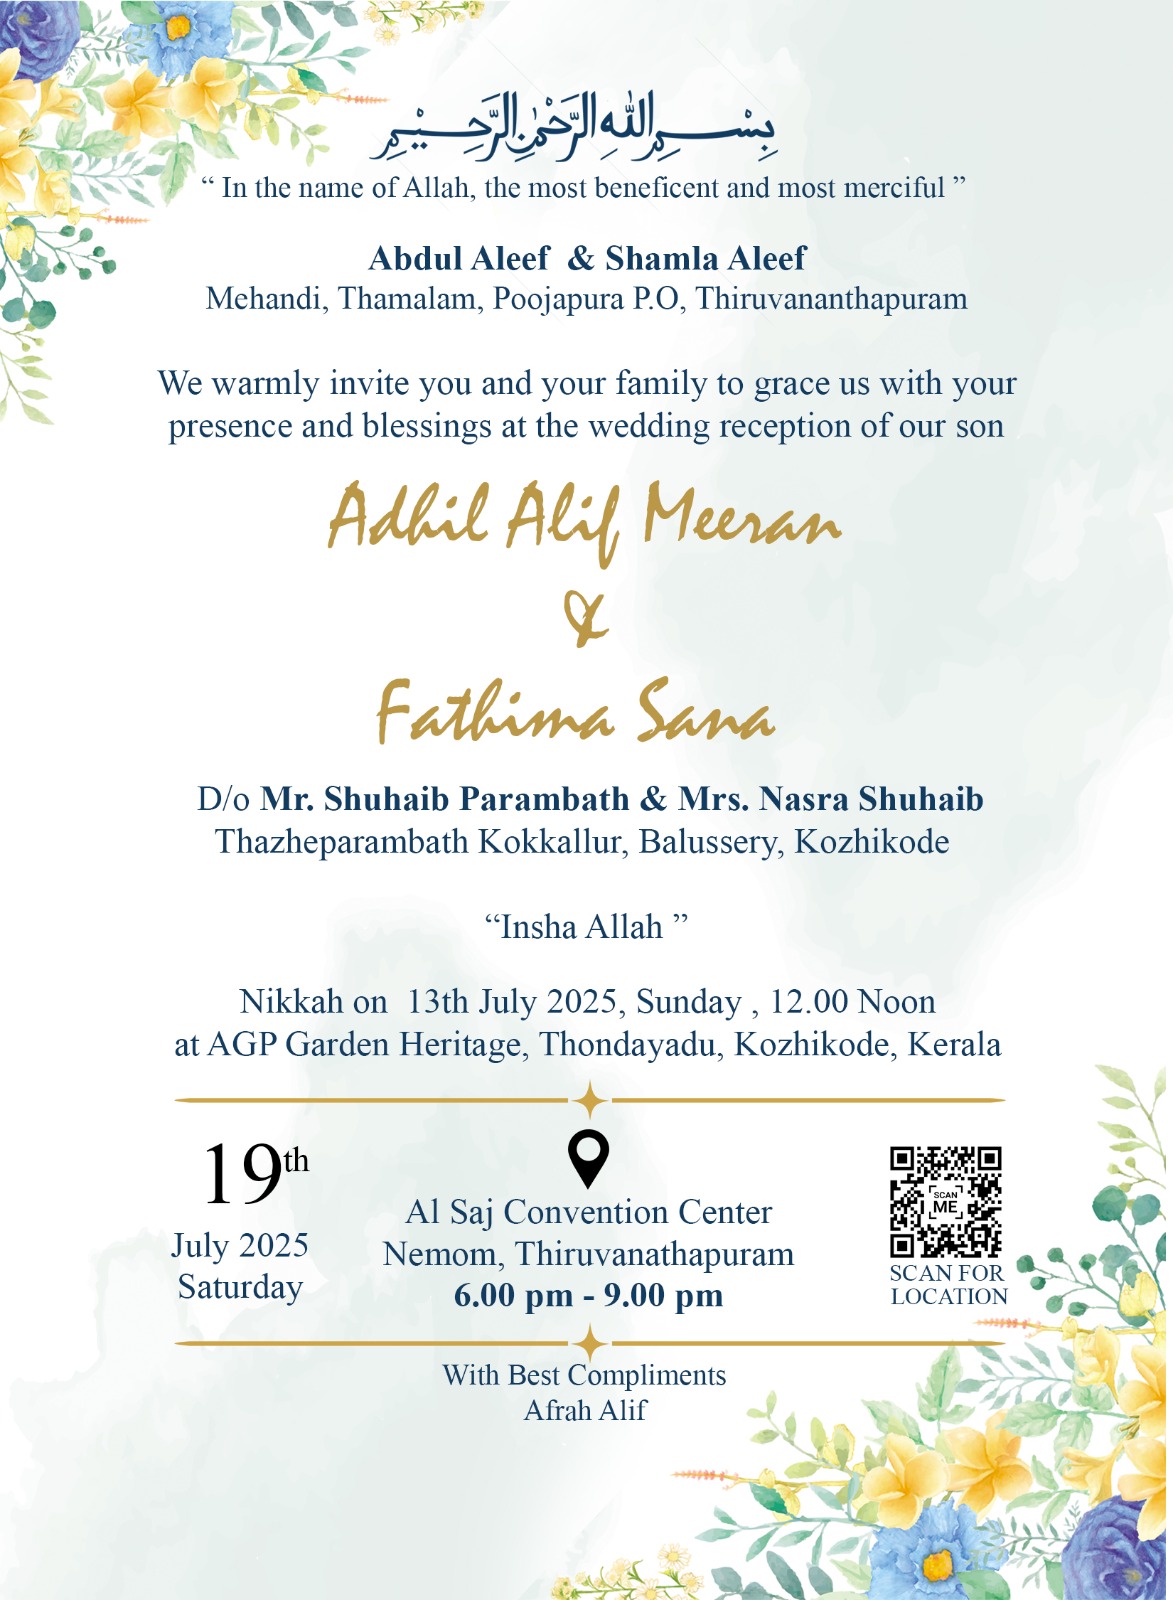 بِسْمِ اللهِ الرَّحْمٰنِ الرَّحِيْمِ
“ In the name of Allah, the most beneficent and most merciful ”
Abdul Aleef & Shamla Aleef
Mehandi, Thamalam, Poojapura P.O, Thiruvananthapuram
We warmly invite you and your family to grace us with your
presence and blessings at the wedding reception of our son
Adhil Alif Meeran
&
Fathima Sana
D/o Mr. Shuhaib Parambath & Mrs. Nasra Shuhaib
Thazheparambath Kokkallur, Balussery, Kozhikode
“Insha Allah ”
Nikkah on 13th July 2025, Sunday , 12.00 Noon
at AGP Garden Heritage, Thondayadu, Kozhikode, Kerala
19th
July 2025
Saturday
Al Saj Convention Center
Nemom, Thiruvanathapuram
6.00 pm - 9.00 pm
SCAN
ME
SCAN FOR
LOCATION
With Best Compliments
Afrah Alif